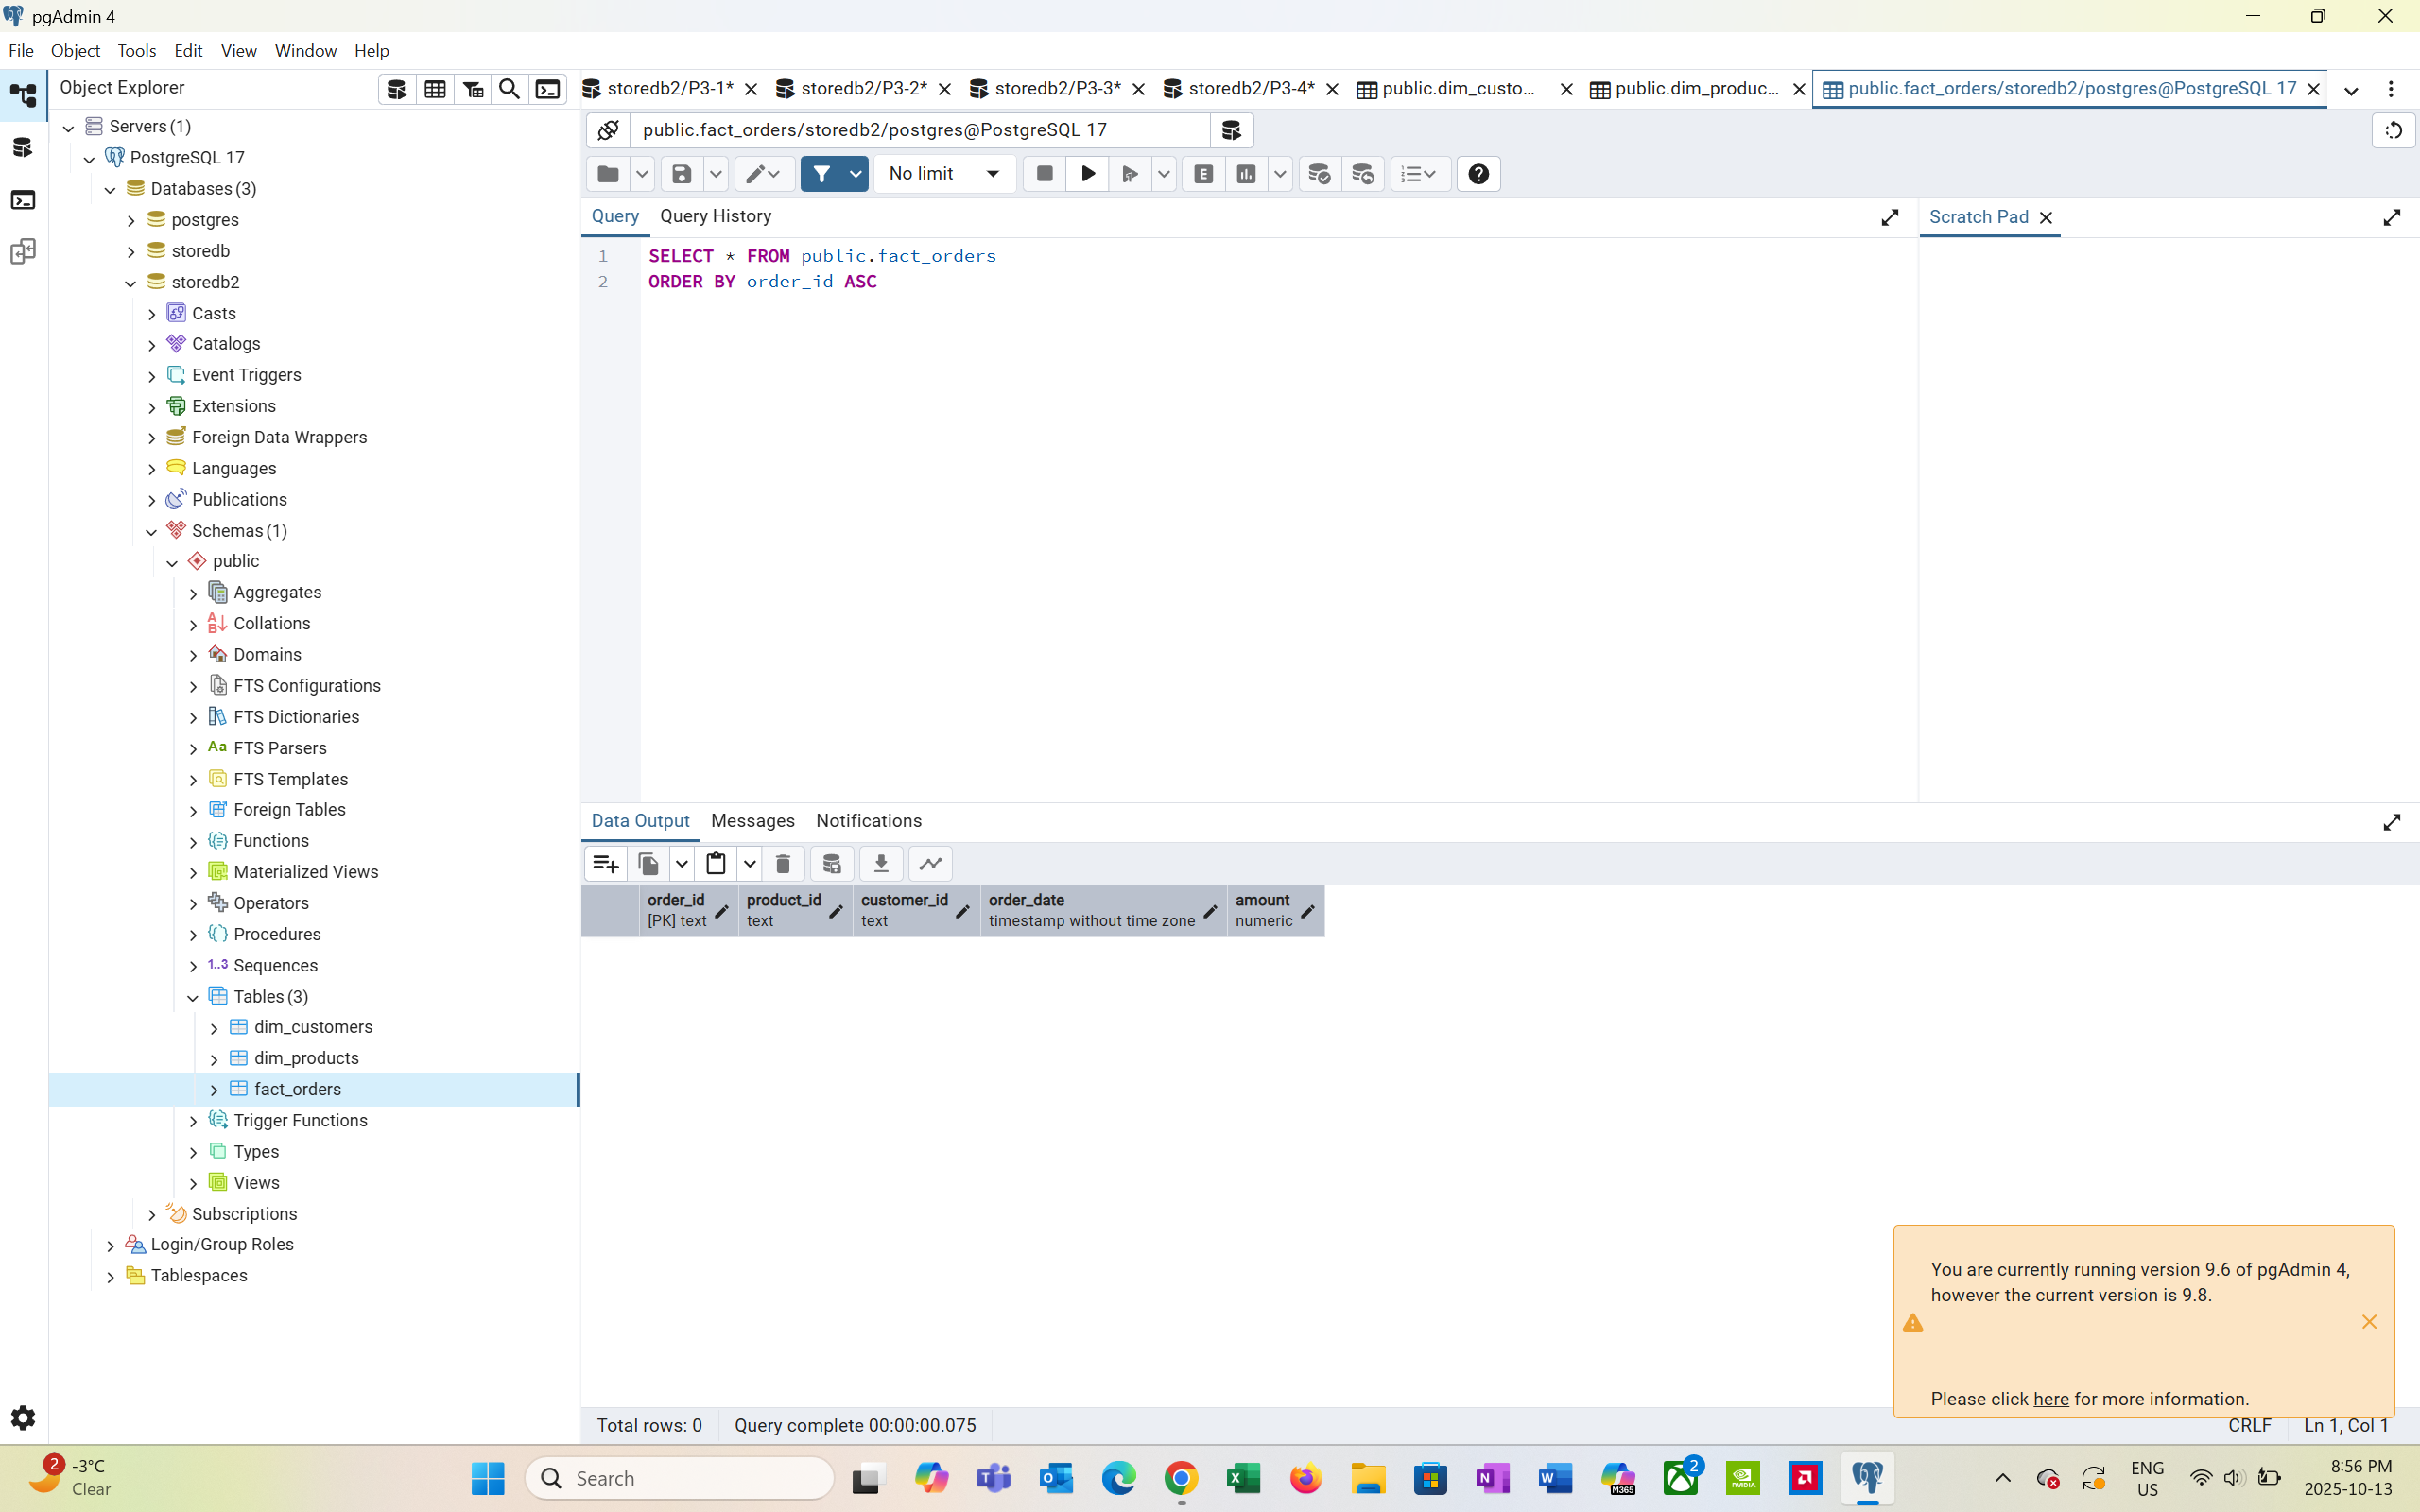 pgAdmin 4
File Object Tools Edit View Window Help
Object Explorer
storedb2/P3-1* storedb2/P3-2* storedb2/P3-3* storedb2/P3-4* public.dim_custo... public.dim_produc... public.fact_orders/storedb2/postgres@PostgreSQL 17
public.fact_orders/storedb2/postgres@PostgreSQL 17
No limit
E
Query Query History
Scratch Pad
1 SELECT * FROM public.fact_orders
2 ORDER BY order_id ASC
Servers (1)
PostgreSQL 17
Databases (3)
postgres
storedb
storedb2
Casts
Catalogs
Event Triggers
Extensions
Foreign Data Wrappers
Languages
Publications
Schemas (1)
public
Aggregates
Collations
Domains
FTS Configurations
FTS Dictionaries
Aa FTS Parsers
FTS Templates
Foreign Tables
Functions
Materialized Views
Operators
Procedures
1..3 Sequences
Tables (3)
dim_customers
dim_products
fact_orders
Trigger Functions
Types
Views
Subscriptions
Login/Group Roles
Tablespaces
Data Output Messages Notifications
order_id product_id customer_id order_date amount
[PK] text text text timestamp without time zone numeric
You are currently running version 9.6 of pgAdmin 4,
however the current version is 9.8.
Please click here for more information.
Total rows: 0 Query complete 00:00:00.075
CRLF Ln 1, Col 1
2
-3°C
Clear
Search
M365
2
NVIDIA
ENG
US
8:56 PM
2025-10-13